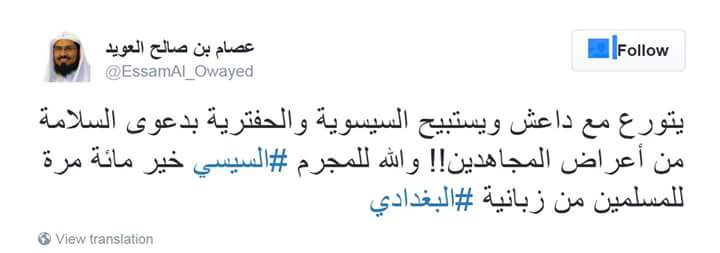 عصام بن صالح العويد
@EssamAl_Owayed
Follow
يتورع مع داعش ويستبيح السيسوية والحفترية بدعوى السلامة
من أعراض المجاهدين!! والله للمجرم #السيسي خير مائة مرة
للمسلمين من زبانية #البغدادي
View translation